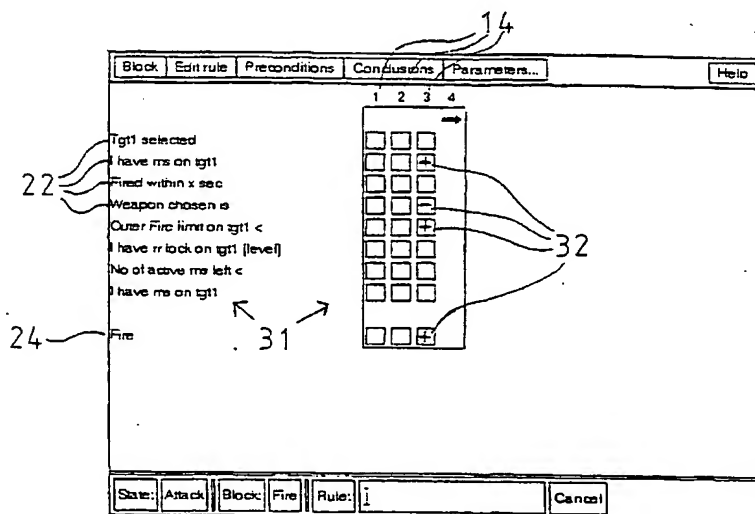 14
Block Edit rule Preconditions Conclusions Parameters... Help
1 2 3 4
Tgt1 selected
I have ms on tgt1
22
Fired within x sec
Weapon chosen is
Outer Fire limit on tgt1 <
32
I have rr lock on tgt1 [level]
No of active ms left <
I have ms on tgt1
31
24
Fire
State: Attack Block: Fire Rule: Cancel